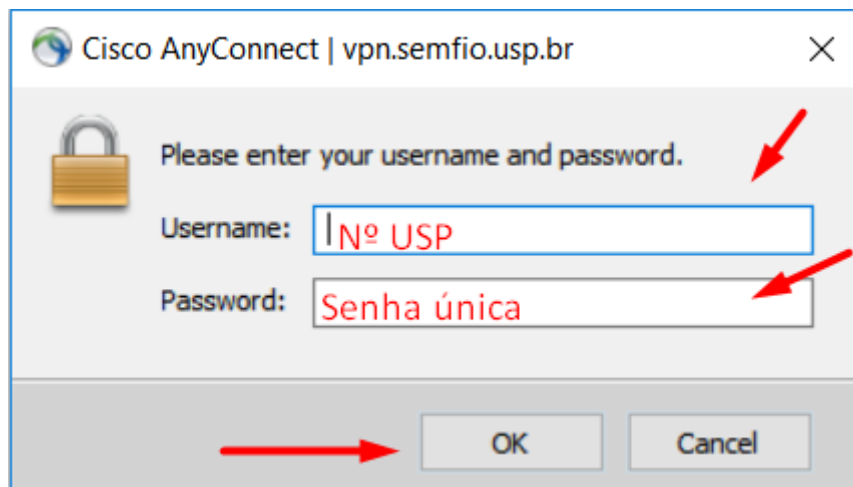 Cisco AnyConnect | vpn.semfio.usp.br
Please enter your username and password.
Username: Nº USP
Password: Senha única
OK Cancel